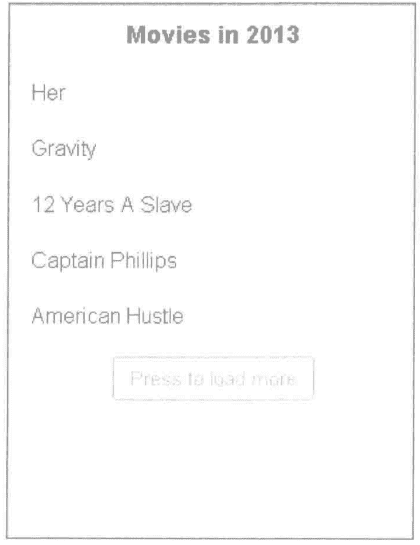 Movies in 2013
Her
Gravity
12 Years A Slave
Captain Phillips
American Hustle
Press to load more